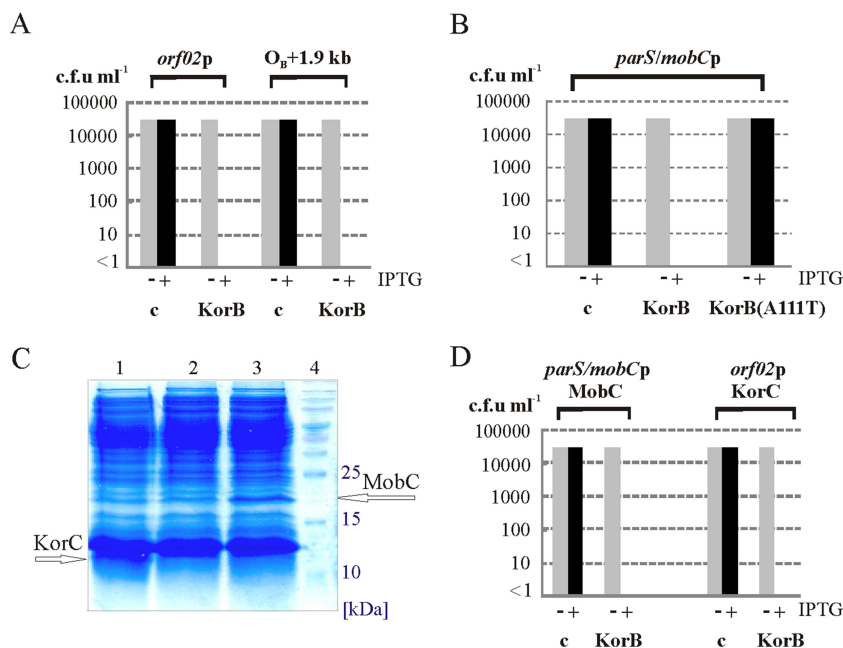 A
orf02p
O_B+1.9 kb
c.f.u ml⁻¹
100000
10000
1000
100
10
<1
- + - + - + - + IPTG
c KorB c KorB
B
parS/mobCp
c.f.u ml⁻¹
100000
10000
1000
100
10
<1
- + - + - + IPTG
c KorB KorB(A111T)
C
1 2 3 4
25
MobC
15
KorC
10
[kDa]
D
parS/mobCp orf02p
MobC KorC
c.f.u ml⁻¹
100000
10000
1000
100
10
<1
- + - + - + - + IPTG
c KorB c KorB